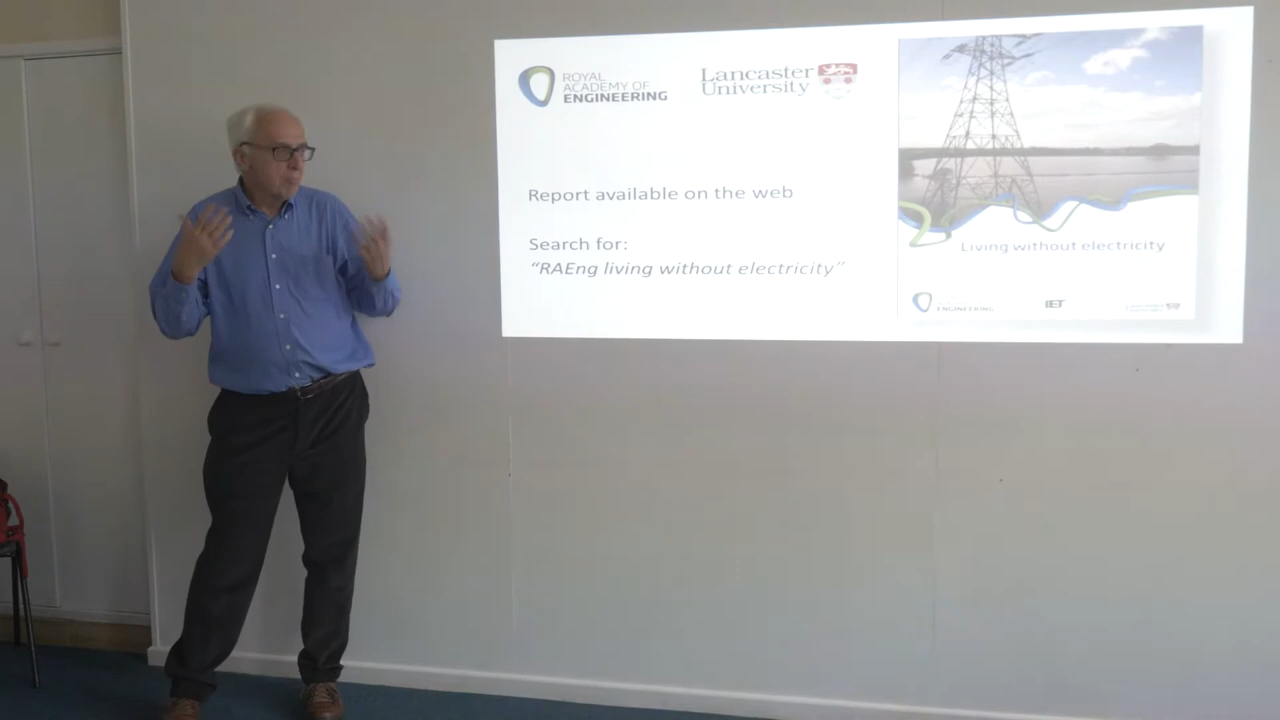 ROYAL
ACADEMY OF
ENGINEERING
Lancaster
University
Report available on the web
Search for:
“RAEng living without electricity”
Living without electricity
ENGINEERING
IET